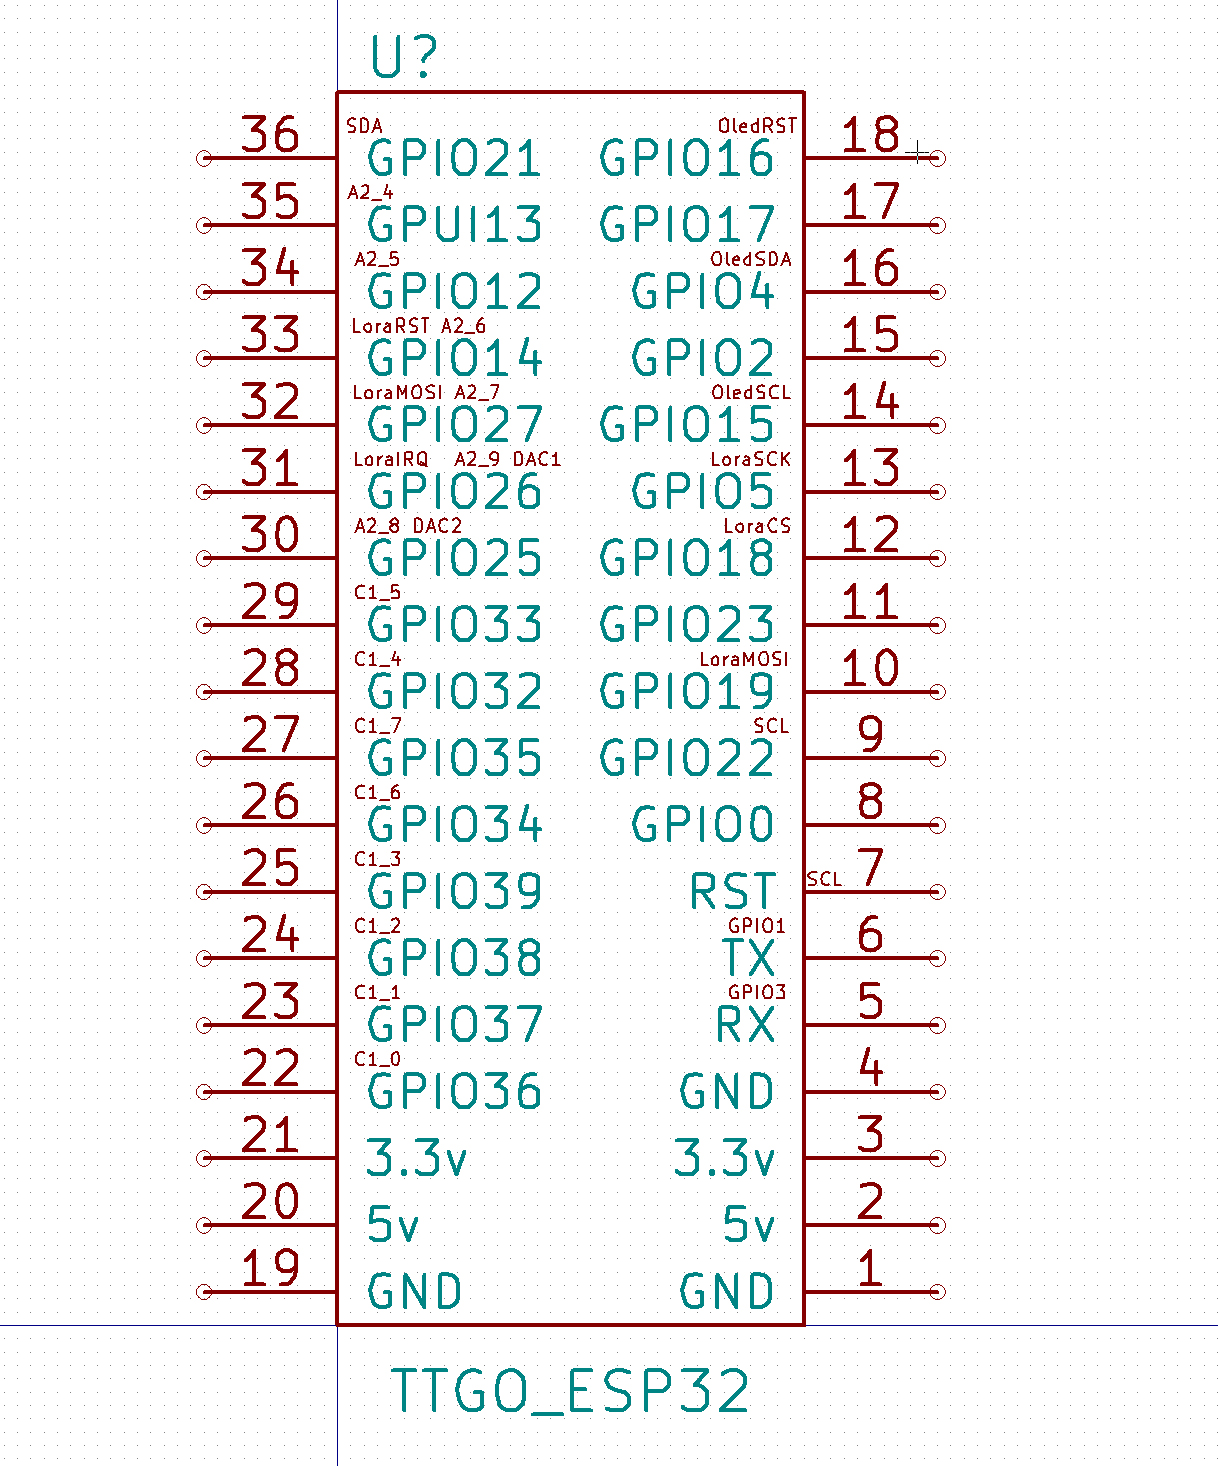 U?
36 SDA GPIO21 GPIO16 OledRST 18
35 A2_4 GPUI13 GPIO17 17
34 A2_5 GPIO12 GPIO4 OledSDA 16
33 LoraRST A2_6 GPIO14 GPIO2 15
32 LoraMOSI A2_7 GPIO27 GPIO15 OledSCL 14
31 LoraIRQ A2_9 DAC1 GPIO26 GPIO5 LoraSCK 13
30 A2_8 DAC2 GPIO25 GPIO18 LoraCS 12
29 C1_5 GPIO33 GPIO23 11
28 C1_4 GPIO32 GPIO19 LoraMOSI 10
27 C1_7 GPIO35 GPIO22 SCL 9
26 C1_6 GPIO34 GPIO0 8
25 C1_3 GPIO39 RST SCL 7
24 C1_2 GPIO38 TX GPIO1 6
23 C1_1 GPIO37 RX GPIO3 5
22 C1_0 GPIO36 GND 4
21 3.3v 3.3v 3
20 5v 5v 2
19 GND GND 1
TTGO_ESP32